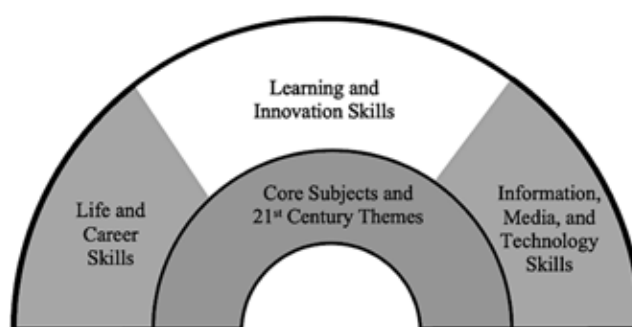 Learning and
Innovation Skills
Life and
Career
Skills
Core Subjects and
21st Century Themes
Information,
Media, and
Technology
Skills